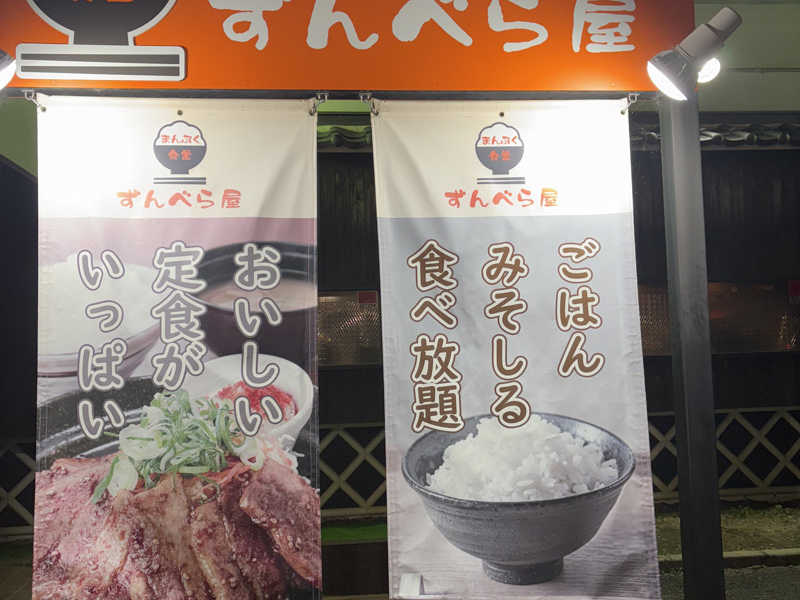 ずんべら屋
まんぷく
食堂
ずんべら屋
おいしい
定食が
いっぱい
まんぷく
食堂
ずんべら屋
ごはん
みそしる
食べ放題